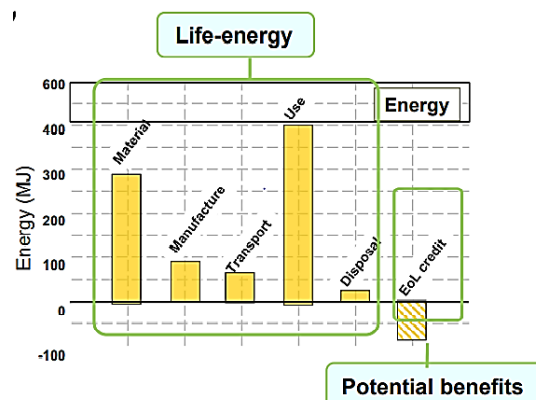 Life-energy
600
Energy
400
300
200
100
0
-100
Energy (MJ)
Material
Manufacture
Transport
Use
Disposal
EoL credit
Potential benefits